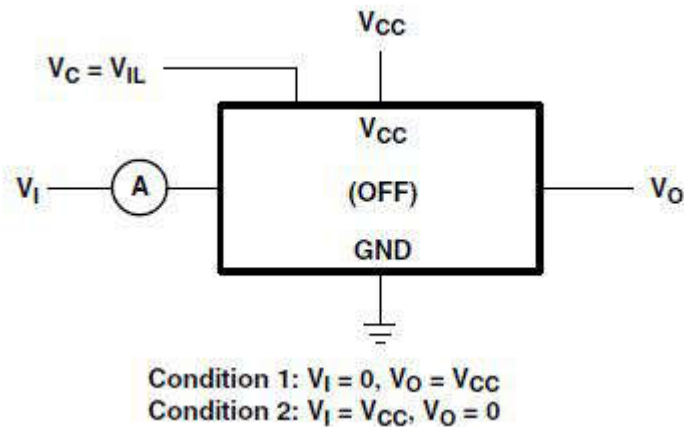 VCC
VC = VIL
VCC
VI
A
(OFF)
VO
GND
Condition 1: VI = 0, VO = VCC
Condition 2: VI = VCC, VO = 0